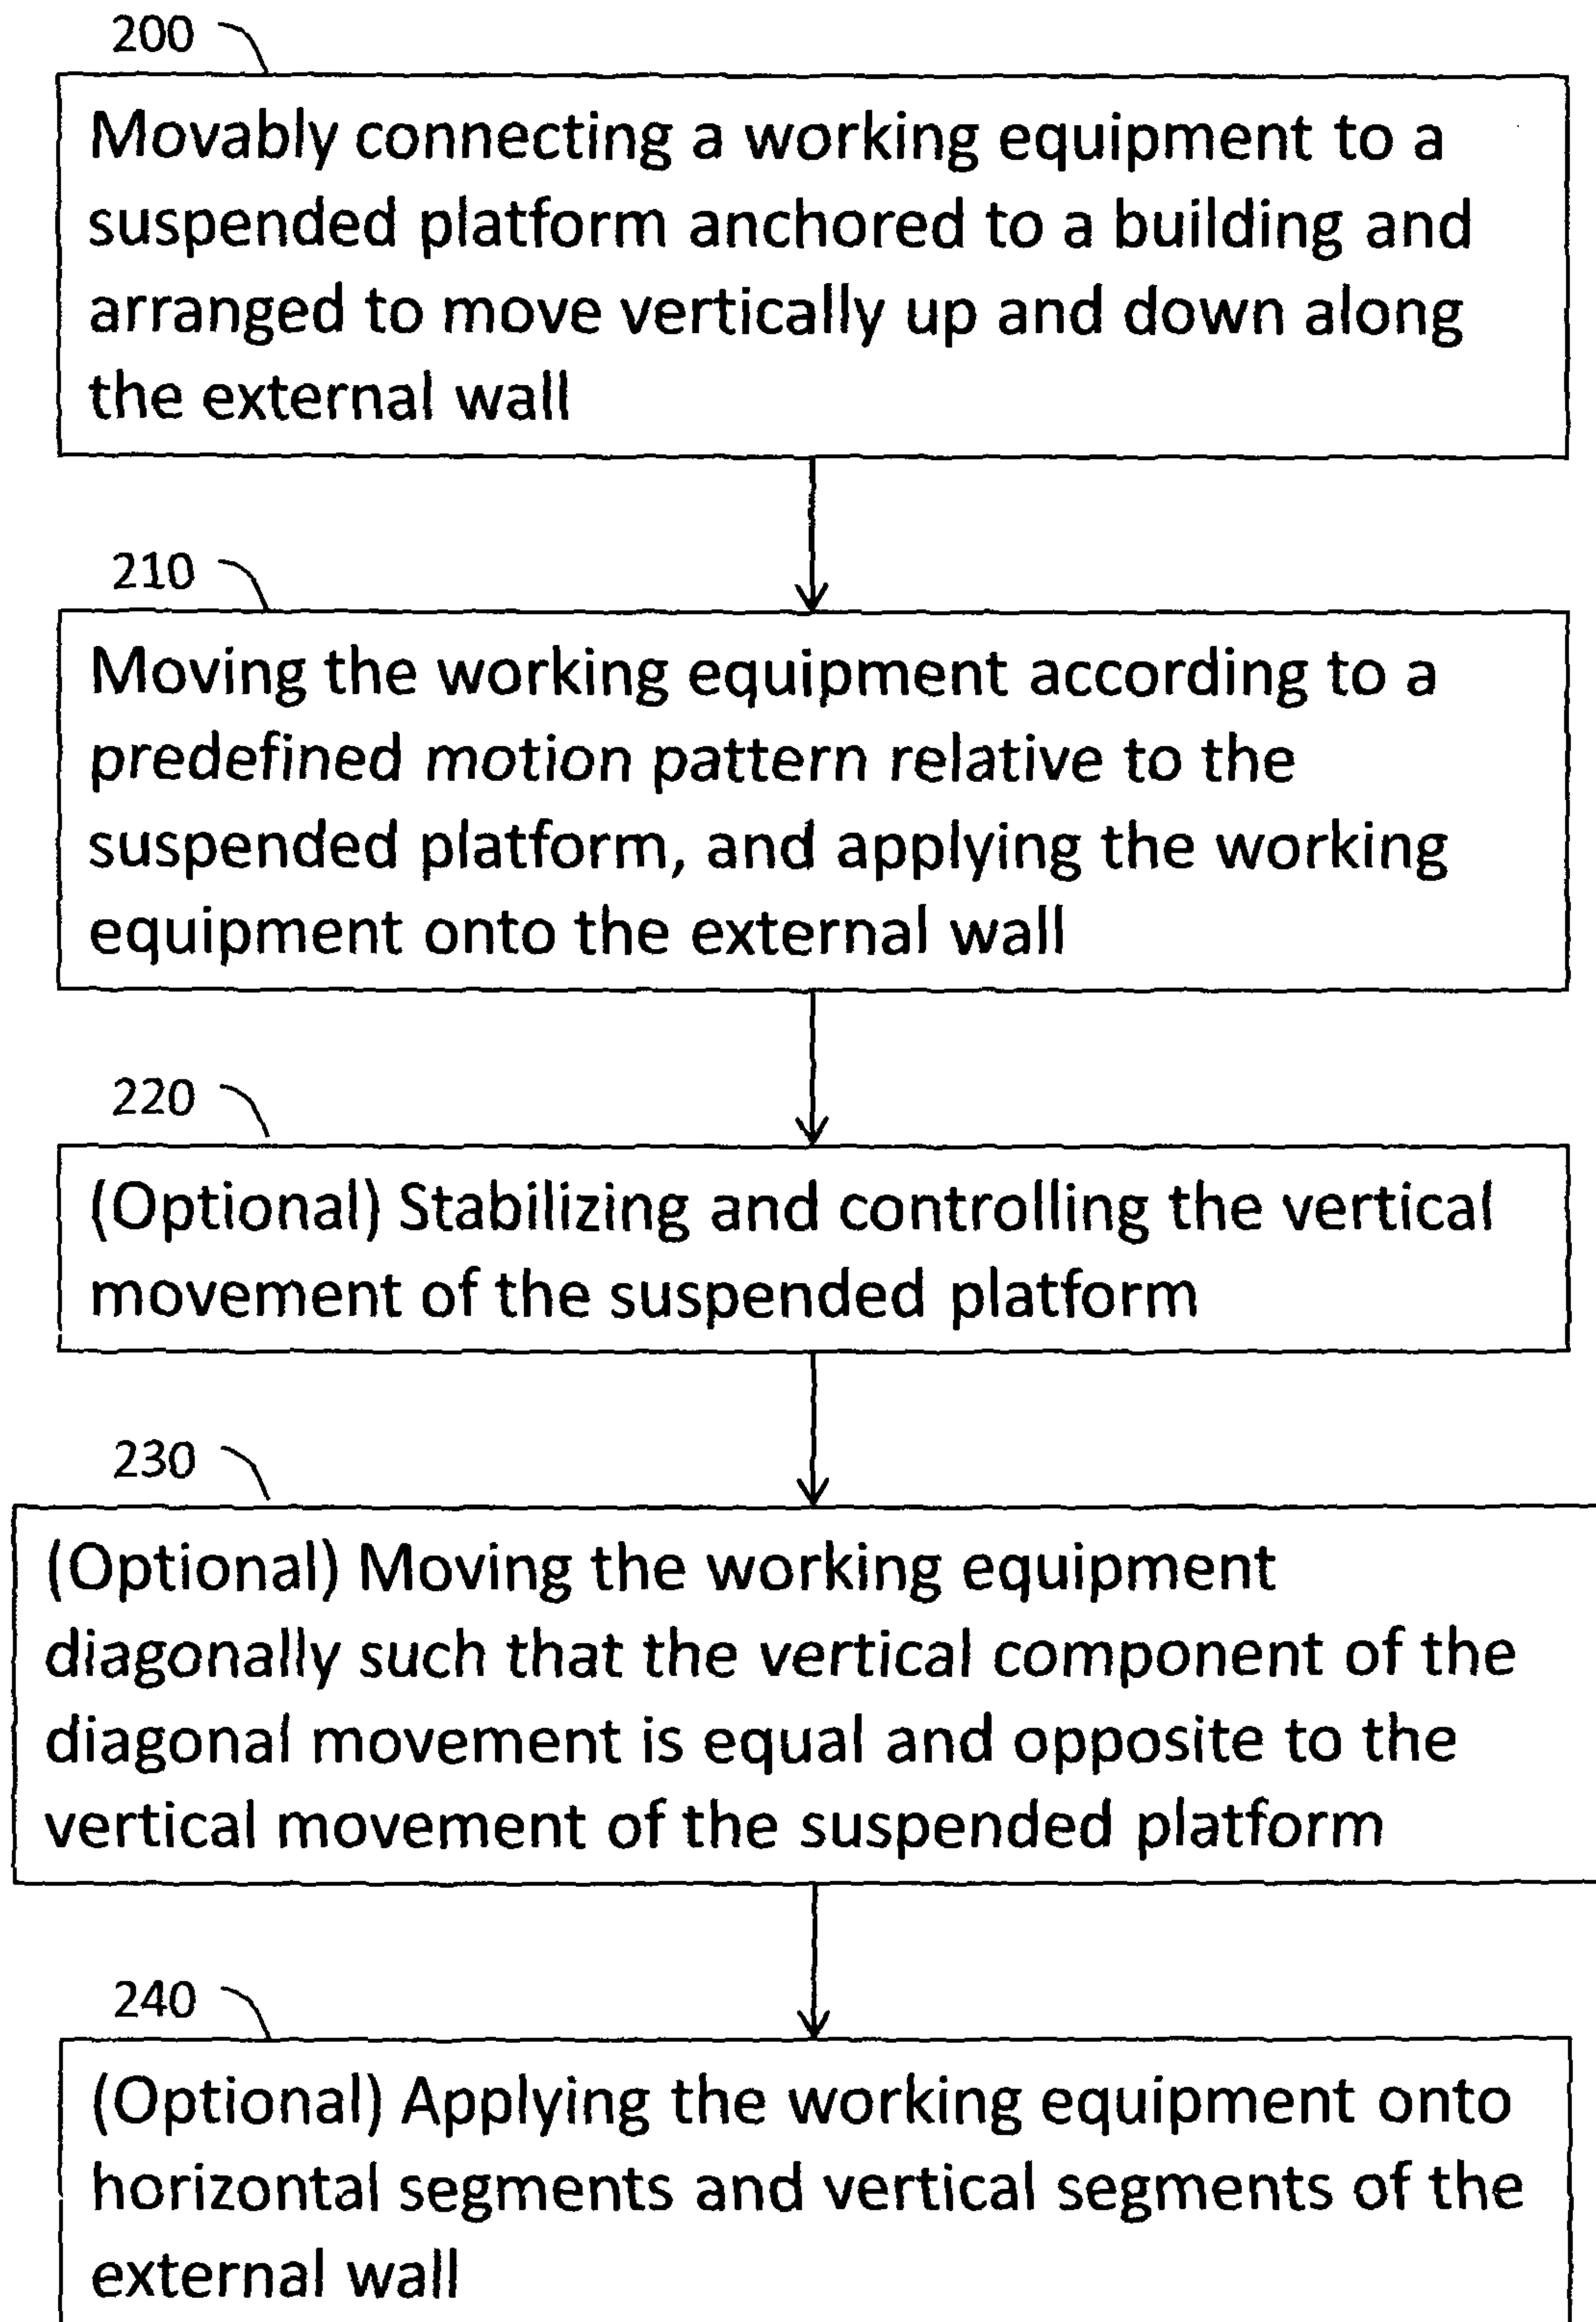 200
Movably connecting a working equipment to a
suspended platform anchored to a building and
arranged to move vertically up and down along
the external wall
210
Moving the working equipment according to a
predefined motion pattern relative to the
suspended platform, and applying the working
equipment onto the external wall
220
(Optional) Stabilizing and controlling the vertical
movement of the suspended platform
230
(Optional) Moving the working equipment
diagonally such that the vertical component of the
diagonal movement is equal and opposite to the
vertical movement of the suspended platform
240
(Optional) Applying the working equipment onto
horizontal segments and vertical segments of the
external wall